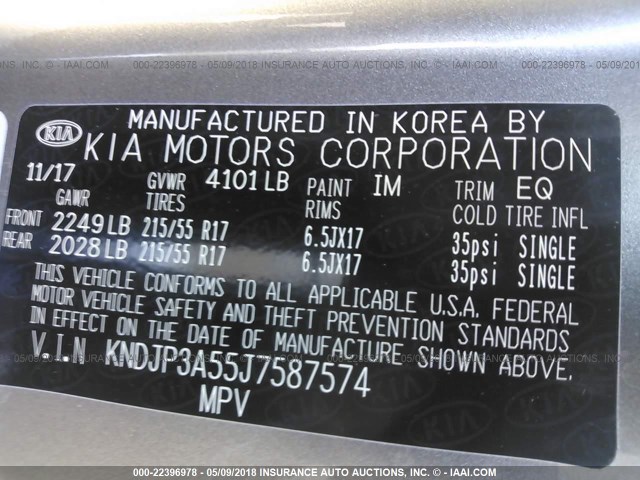 000-22396978 - 05/09/2018 INSURANCE AUTO AUCTIONS, INC. - © - IAAI.COM
KIA
MANUFACTURED IN KOREA BY
KIA MOTORS CORPORATION
11/17 GVWR 4101 LB PAINT IM TRIM EQ
GAWR TIRES RIMS COLD TIRE INFL
FRONT 2249 LB 215/55 R17 6.5JX17 35psi SINGLE
REAR 2028 LB 215/55 R17 6.5JX17 35psi SINGLE
THIS VEHICLE CONFORMS TO ALL APPLICABLE U.S.A. FEDERAL
MOTOR VEHICLE SAFETY AND THEFT PREVENTION STANDARDS
IN EFFECT ON THE DATE OF MANUFACTURE SHOWN ABOVE.
V.I.N KNDJP3A55J7587574
MPV
000-22396978 - 05/09/2018 INSURANCE AUTO AUCTIONS, INC. - © - IAAI.COM